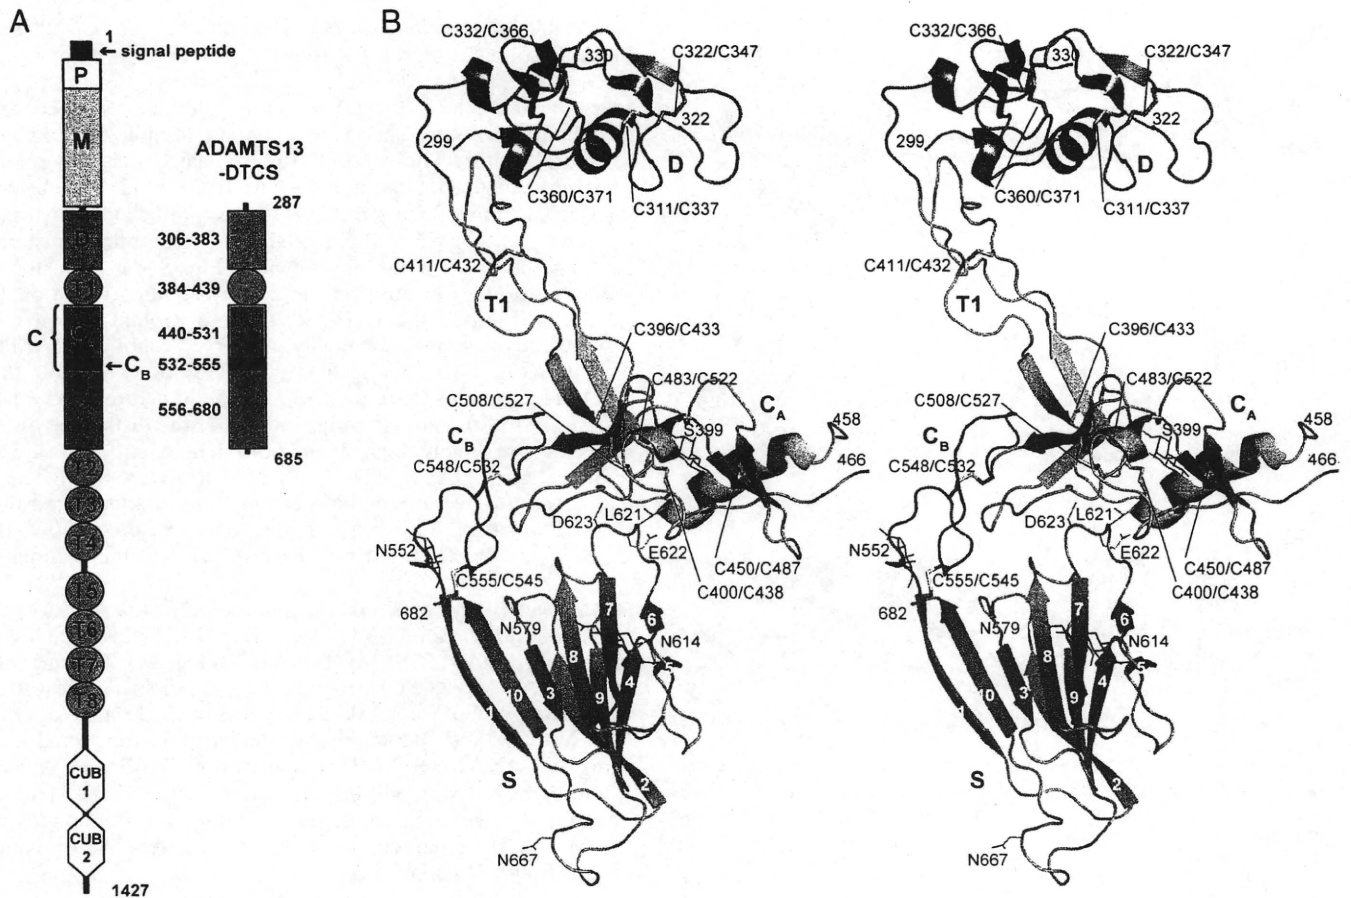 A
1
signal peptide
P
M
ADAMTS13
-DTCS
287
D
306-383
T1
384-439
C
440-531
C_B
532-555
556-680
685
T2
T3
T4
T5
T6
T7
T8
CUB
1
CUB
2
1427
B
C332/C366
330
C322/C347
322
299
D
C360/C371
C311/C337
C411/C432
T1
C396/C433
C483/C522
C508/C527
C_A
458
S399
C_B
466
C548/C532
D623
L621
N552
E622
C450/C487
C555/C545
C400/C438
682
7
6
N579
N614
8
5
10
3
9
4
1
S
2
N667
C332/C366
330
C322/C347
322
299
D
C360/C371
C311/C337
C411/C432
T1
C396/C433
C483/C522
C508/C527
C_A
458
S399
C_B
466
C548/C532
D623
L621
N552
E622
C450/C487
C555/C545
C400/C438
682
7
6
N579
N614
8
5
10
3
9
4
1
S
2
N667